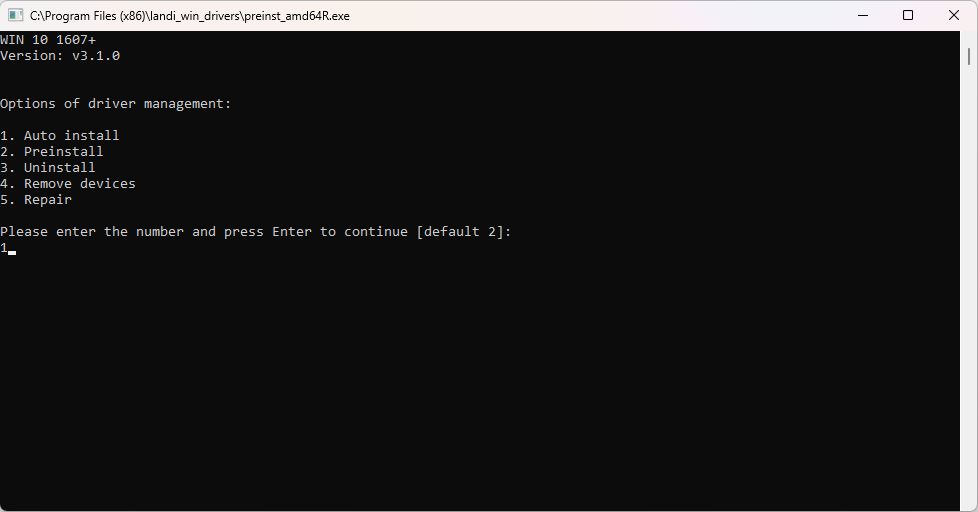 C:\Program Files (x86)\landi_win_drivers\preinst_amd64R.exe
WIN 10 1607+
Version: v3.1.0
Options of driver management:
1. Auto install
2. Preinstall
3. Uninstall
4. Remove devices
5. Repair
Please enter the number and press Enter to continue [default 2]:
1